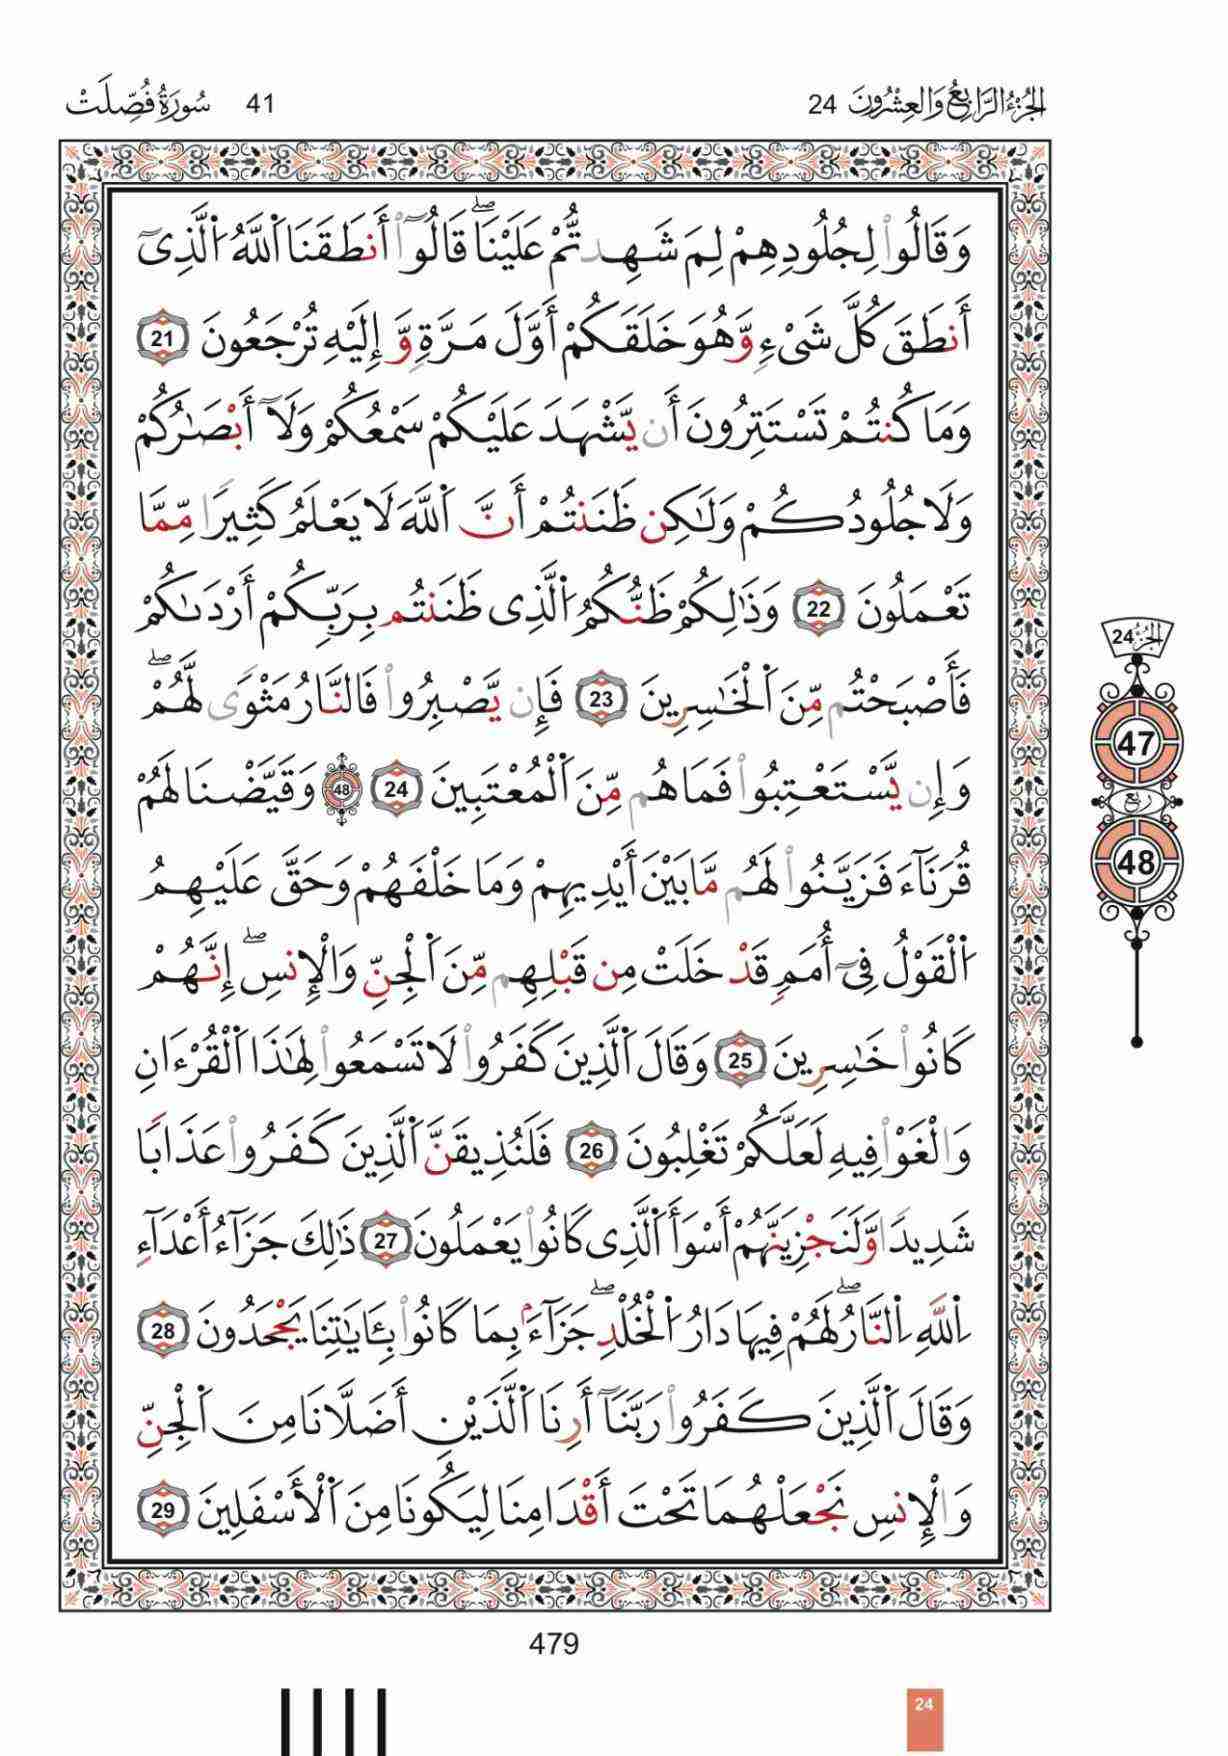 الجُزْءُ الرَّابِعُ وَالعِشْرُونَ 24
41 سُورَةُ فُصِّلَتْ
وَقَالُوا۟ لِجُلُودِهِمْ لِمَ شَهِدتُّمْ عَلَيْنَا ۖ قَالُوٓا۟ أَنطَقَنَا ٱللَّهُ ٱلَّذِىٓ
أَنطَقَ كُلَّ شَىْءٍ وَّهُوَ خَلَقَكُمْ أَوَّلَ مَرَّةٍ وَّإِلَيْهِ تُرْجَعُونَ 21
وَمَا كُنتُمْ تَسْتَتِرُونَ أَن يَّشْهَدَ عَلَيْكُمْ سَمْعُكُمْ وَلَآ أَبْصَـٰرُكُمْ
وَلَا جُلُودُكُمْ وَلَـٰكِن ظَنَنتُمْ أَنَّ ٱللَّهَ لَا يَعْلَمُ كَثِيرًا مِّمَّا
تَعْمَلُونَ 22 وَذَٰلِكُمْ ظَنُّكُمُ ٱلَّذِى ظَنَنتُم بِرَبِّكُمْ أَرْدَىٰكُمْ
فَأَصْبَحْتُم مِّنَ ٱلْخَـٰسِرِينَ 23 فَإِن يَّصْبِرُوا۟ فَٱلنَّارُ مَثْوًى لَّهُمْ ۖ
وَإِن يَّسْتَعْتِبُوا۟ فَمَا هُم مِّنَ ٱلْمُعْتَبِينَ 24 48 وَقَيَّضْنَا لَهُمْ
قُرَنَآءَ فَزَيَّنُوا۟ لَهُم مَّا بَيْنَ أَيْدِيهِمْ وَمَا خَلْفَهُمْ وَحَقَّ عَلَيْهِمُ
ٱلْقَوْلُ فِىٓ أُمَمٍ قَدْ خَلَتْ مِن قَبْلِهِم مِّنَ ٱلْجِنِّ وَٱلْإِنسِ ۖ إِنَّهُمْ
كَانُوا۟ خَـٰسِرِينَ 25 وَقَالَ ٱلَّذِينَ كَفَرُوا۟ لَا تَسْمَعُوا۟ لِهَـٰذَا ٱلْقُرْءَانِ
وَٱلْغَوْا۟ فِيهِ لَعَلَّكُمْ تَغْلِبُونَ 26 فَلَنُذِيقَنَّ ٱلَّذِينَ كَفَرُوا۟ عَذَابًا
شَدِيدًا وَّلَنَجْزِيَنَّهُمْ أَسْوَأَ ٱلَّذِى كَانُوا۟ يَعْمَلُونَ 27 ذَٰلِكَ جَزَآءُ أَعْدَآءِ
ٱللَّهِ ٱلنَّارُ ۖ لَهُمْ فِيهَا دَارُ ٱلْخُلْدِ ۖ جَزَآءًۢ بِمَا كَانُوا۟ بِـَٔايَـٰتِنَا يَجْحَدُونَ 28
وَقَالَ ٱلَّذِينَ كَفَرُوا۟ رَبَّنَآ أَرِنَا ٱلَّذَيْنِ أَضَلَّانَا مِنَ ٱلْجِنِّ
وَٱلْإِنسِ نَجْعَلْهُمَا تَحْتَ أَقْدَامِنَا لِيَكُونَا مِنَ ٱلْأَسْفَلِينَ 29
الجزء 24
47
ربع
48
479
24